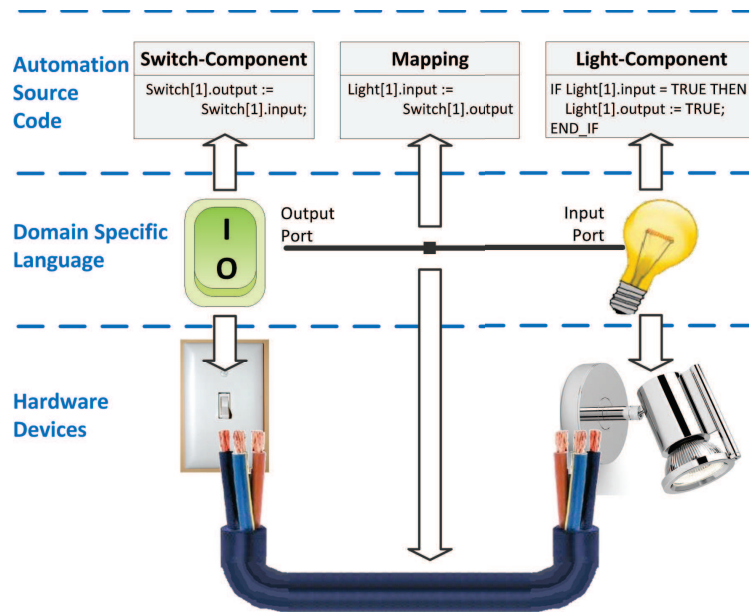 Automation
Source
Code
Switch-Component
Switch[1].output :=
Switch[1].input;
Mapping
Light[1].input :=
Switch[1].output
Light-Component
IF Light[1].input = TRUE THEN
Light[1].output := TRUE;
END_IF
Domain Specific
Language
I
O
Output
Port
Input
Port
Hardware
Devices